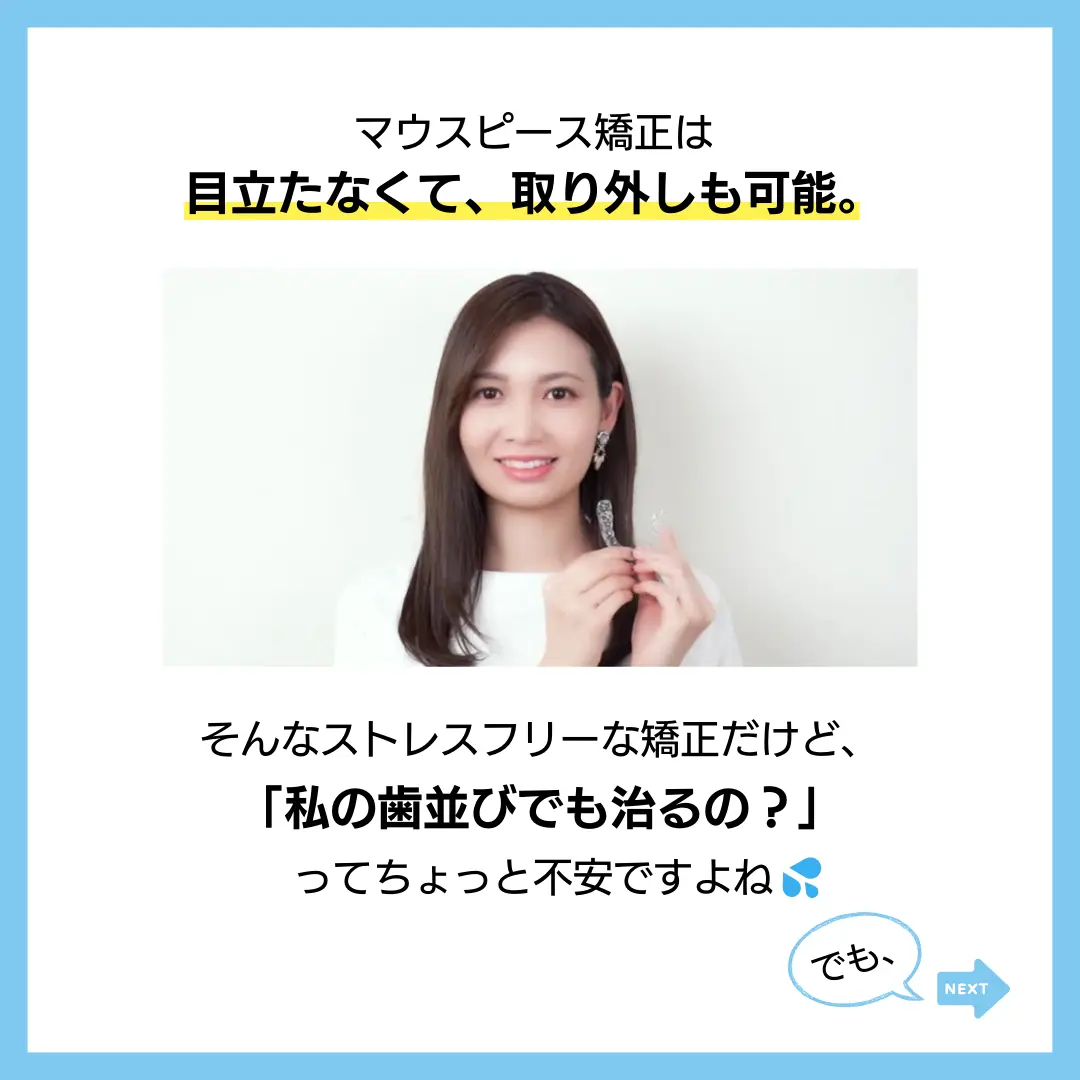 マウスピース矯正は
目立たなくて、取り外しも可能。
そんなストレスフリーな矯正だけど、
「私の歯並びでも治るの？」
ってちょっと不安ですよね💦
でも、
NEXT